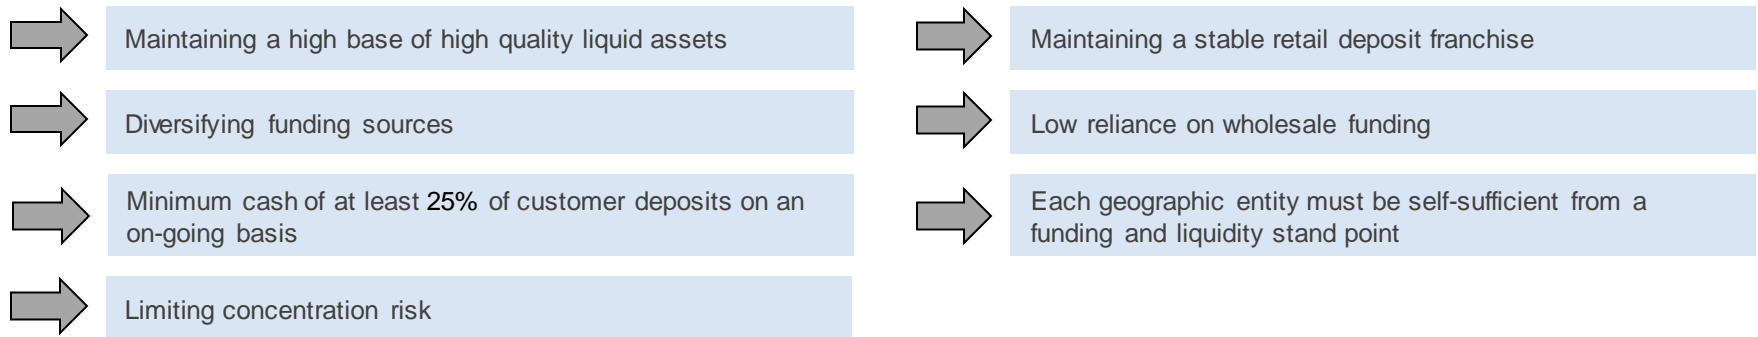 Maintaining a high base of high quality liquid assets
Diversifying funding sources
Minimum cash of at least 25% of customer deposits on an
on-going basis
Limiting concentration risk
Maintaining a stable retail deposit franchise
Low reliance on wholesale funding
Each geographic entity must be self-sufficient from a
funding and liquidity stand point